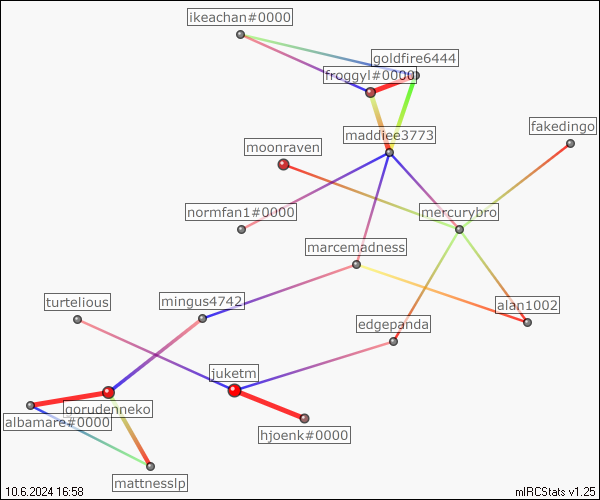 ikeachan#0000
goldfire6444
froggyl#0000
fakedingo
maddiee3773
moonraven
normfan1#0000
mercurybro
marcemadness
turtelious
mingus4742
alan1002
edgepanda
juketm
gorudenneko
albamare#0000
hjoenk#0000
mattnesslp
10.6.2024 16:58
mIRCStats v1.25